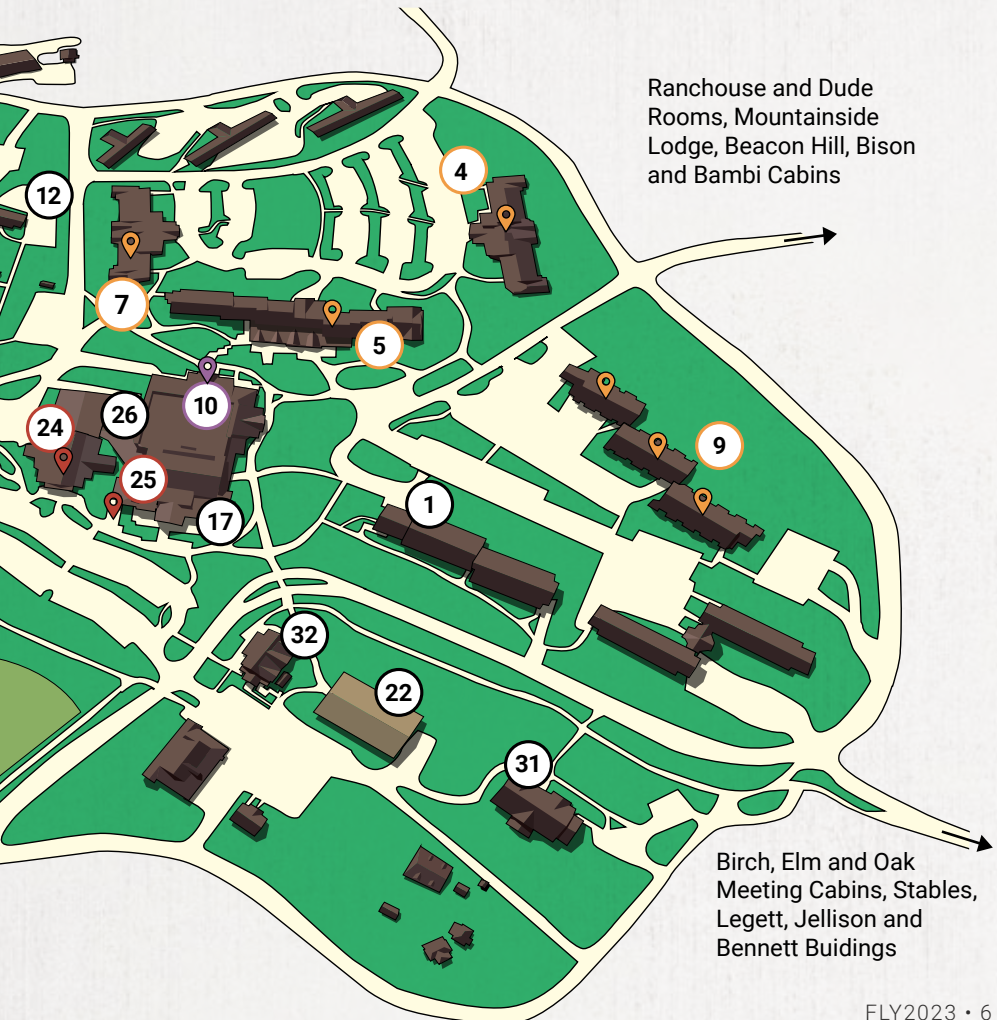 Ranchouse and Dude
Rooms, Mountainside
Lodge, Beacon Hill, Bison
and Bambi Cabins
4
12
7
5
10
26
24
9
25
1
17
32
22
31
Birch, Elm and Oak
Meeting Cabins, Stables,
Legett, Jellison and
Bennett Buidings
FLY2023 • 6